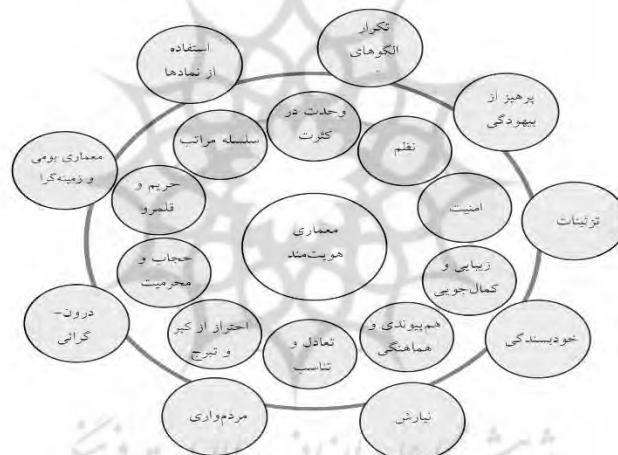 تکرار
الگوهای
استفاده
از نمادها
پرهیز از
بیهودگی
وحدت در
کثرت
سلسله مراتب
نظم
معماری بومی
و زمینه‌گرا
حریم و
قلمرو
امنیت
تزئینات
معماری
هویت‌مند
حجاب و
محرمیت
زیبایی و
کمال‌جویی
درون-
گرائی
احتراز از کبر
و تبرج
تعادل و
تناسب
هم‌پیوندی و
هماهنگی
خودبسندگی
مردم‌واری
نیارش